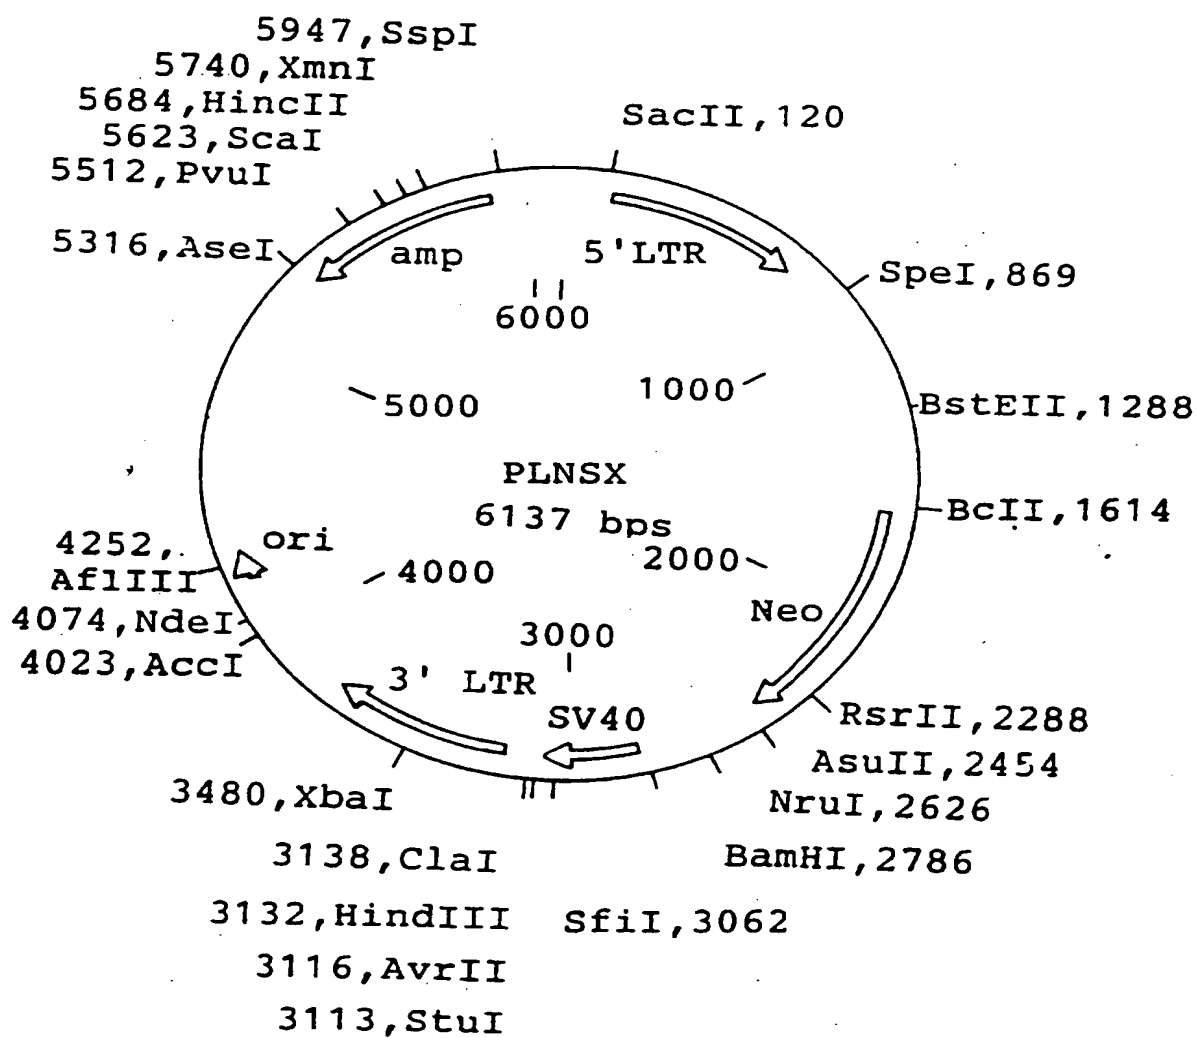 5947,SspI
5740,XmnI
5684,HincII
5623,ScaI
5512,PvuI
5316,AseI
SacII,120
SpeI,869
BstEII,1288
BcII,1614
RsrII,2288
AsuII,2454
NruI,2626
BamHI,2786
SfiI,3062
amp
5'LTR
6000
1000
5000
PLNSX
6137 bps
2000
4000
3000
Neo
ori
3' LTR
SV40
4252,
AflIII
4074,NdeI
4023,AccI
3480,XbaI
3138,ClaI
3132,HindIII
3116,AvrII
3113,StuI